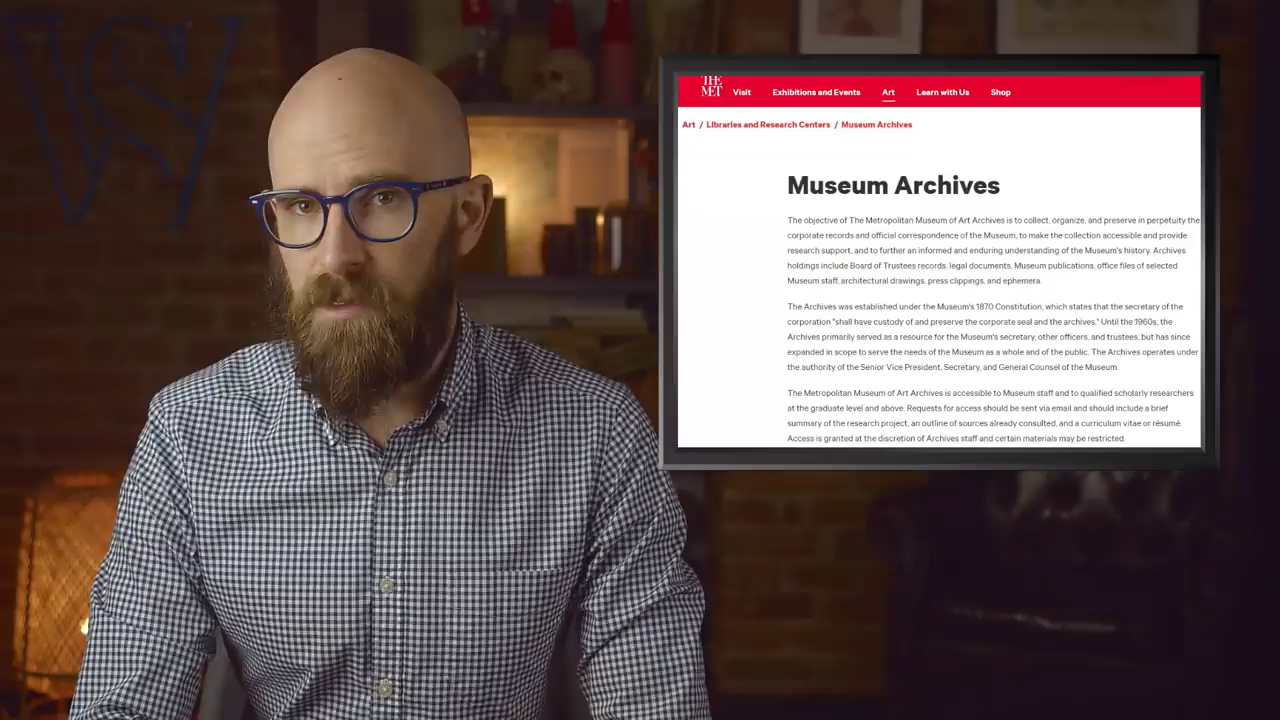 WS
THE
MET
Visit
Exhibitions and Events
Art
Learn with Us
Shop
Art / Libraries and Research Centers / Museum Archives
Museum Archives
The objective of The Metropolitan Museum of Art Archives is to collect, organize, and preserve in perpetuity the
corporate records and official correspondence of the Museum, to make the collection accessible and provide
research support, and to further an informed and enduring understanding of the Museum's history. Archives
holdings include Board of Trustees records, legal documents, Museum publications, office files of selected
Museum staff, architectural drawings, press clippings, and ephemera.
The Archives was established under the Museum's 1870 Constitution, which states that the secretary of the
corporation "shall have custody of and preserve the corporate seal and the archives." Until the 1960s, the
Archives primarily served as a resource for the Museum's secretary, other officers, and trustees, but has since
expanded in scope to serve the needs of the Museum as a whole and of the public. The Archives operates under
the authority of the Senior Vice President, Secretary, and General Counsel of the Museum.
The Metropolitan Museum of Art Archives is accessible to Museum staff and to qualified scholarly researchers
at the graduate level and above. Requests for access should be sent via email and should include a brief
summary of the research project, an outline of sources already consulted, and a curriculum vitae or résumé.
Access is granted at the discretion of Archives staff and certain materials may be restricted.